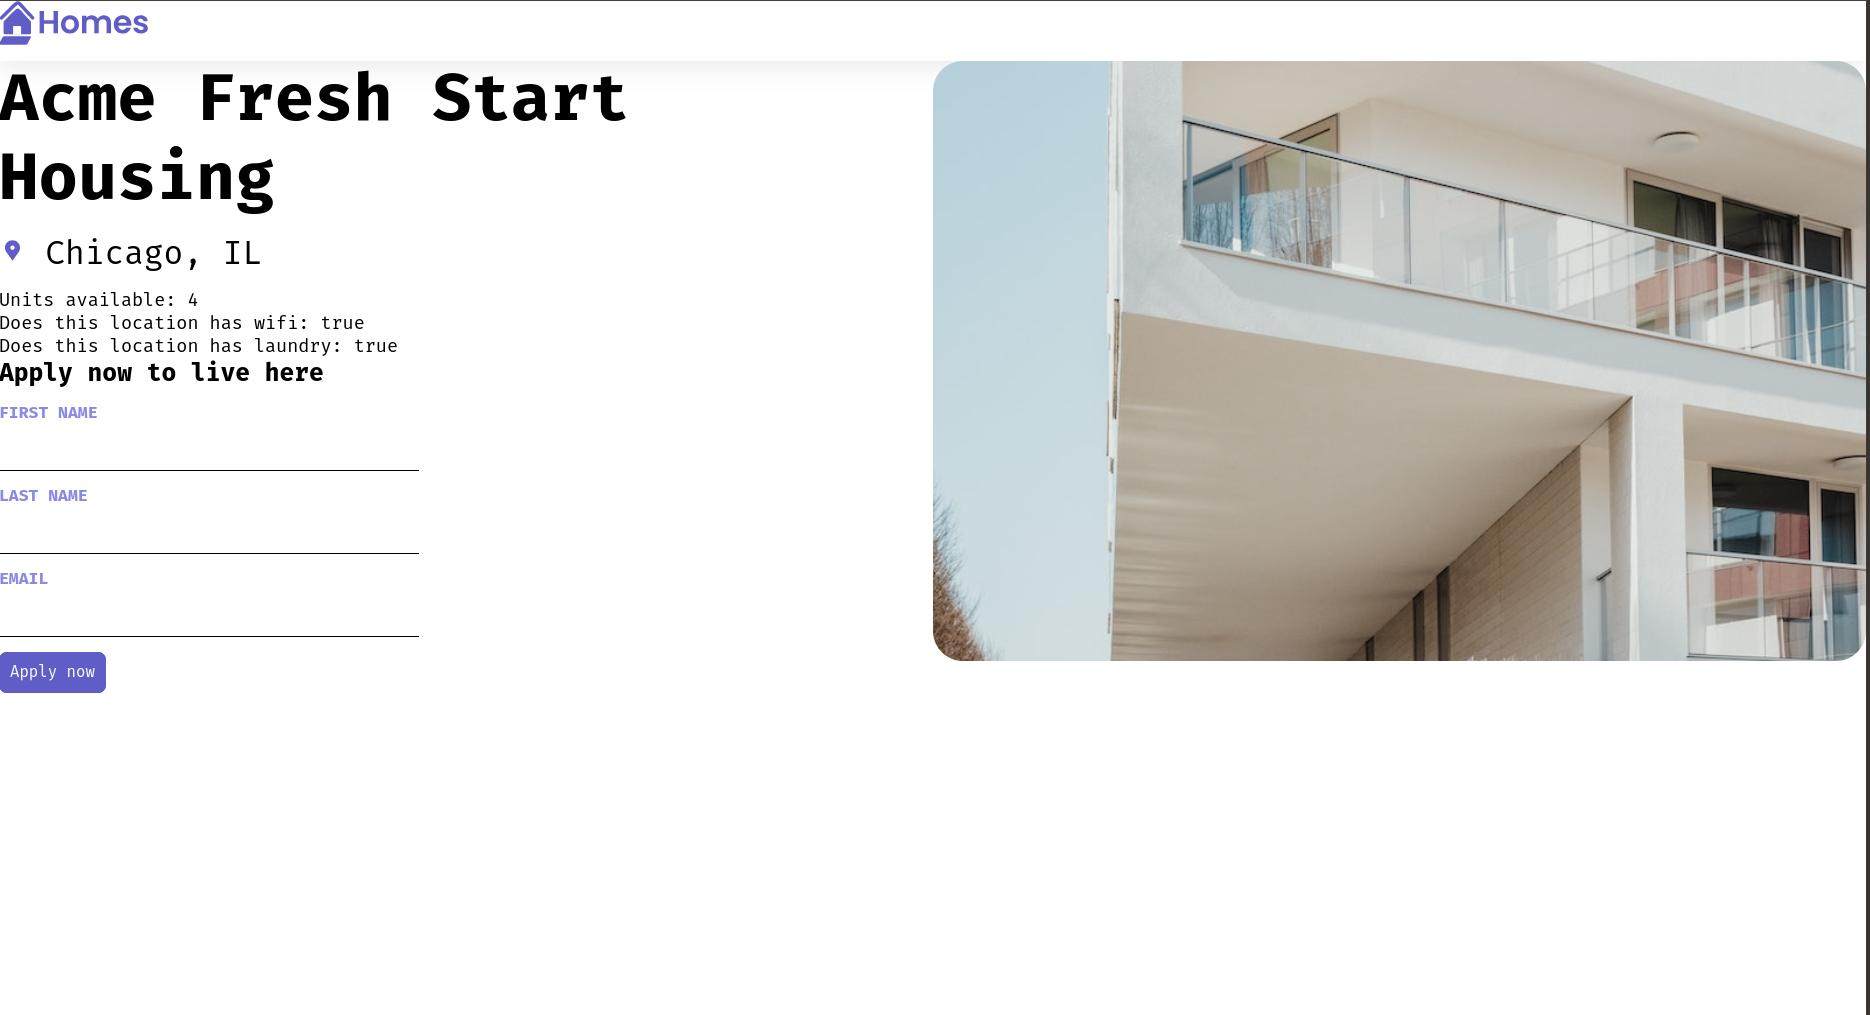 Homes
Acme Fresh Start
Housing
Chicago, IL
Units available: 4
Does this location has wifi: true
Does this location has laundry: true
Apply now to live here
FIRST NAME
LAST NAME
EMAIL
Apply now